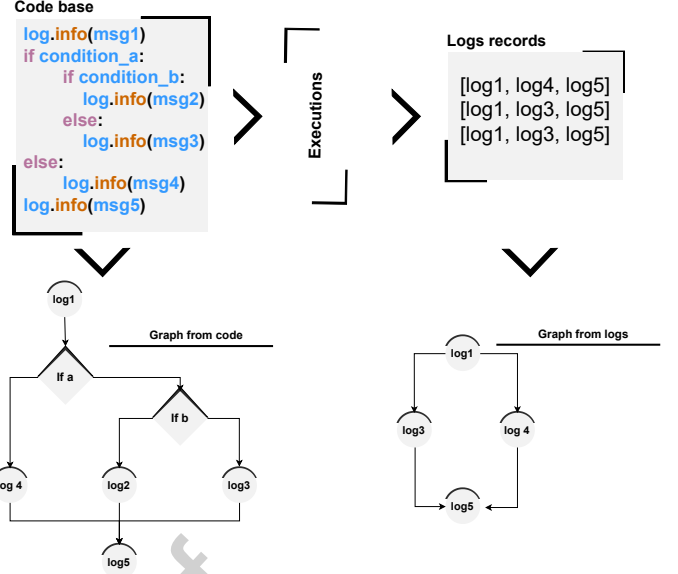 Code base
log.info(msg1)
if condition_a:
if condition_b:
log.info(msg2)
else:
log.info(msg3)
else:
log.info(msg4)
log.info(msg5)
Executions
Logs records
[log1, log4, log5]
[log1, log3, log5]
[log1, log3, log5]
log1
Graph from code
If a
If b
og 4
log2
log3
log5
Graph from logs
log1
log3
log 4
log5
f